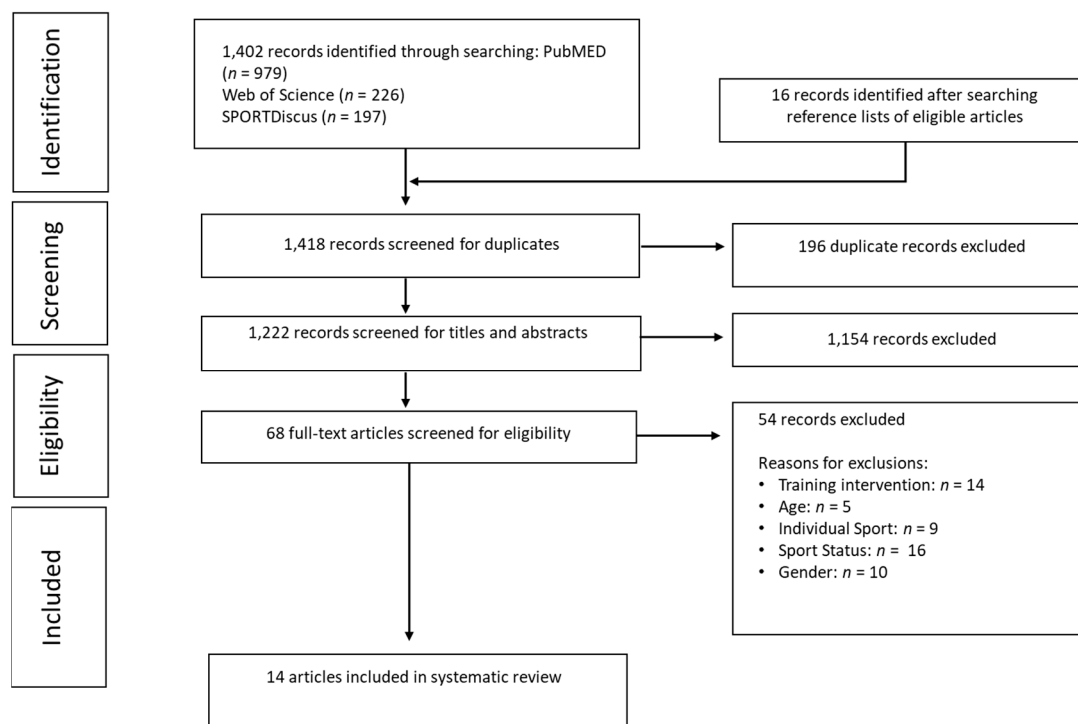 Identification
1,402 records identified through searching: PubMED
(n = 979)
Web of Science (n = 226)
SPORTDiscus (n = 197)
16 records identified after searching
reference lists of eligible articles
Screening
1,418 records screened for duplicates
196 duplicate records excluded
1,222 records screened for titles and abstracts
1,154 records excluded
Eligibility
68 full-text articles screened for eligibility
54 records excluded
Reasons for exclusions:
• Training intervention: n = 14
• Age: n = 5
• Individual Sport: n = 9
• Sport Status: n = 16
• Gender: n = 10
Included
14 articles included in systematic review